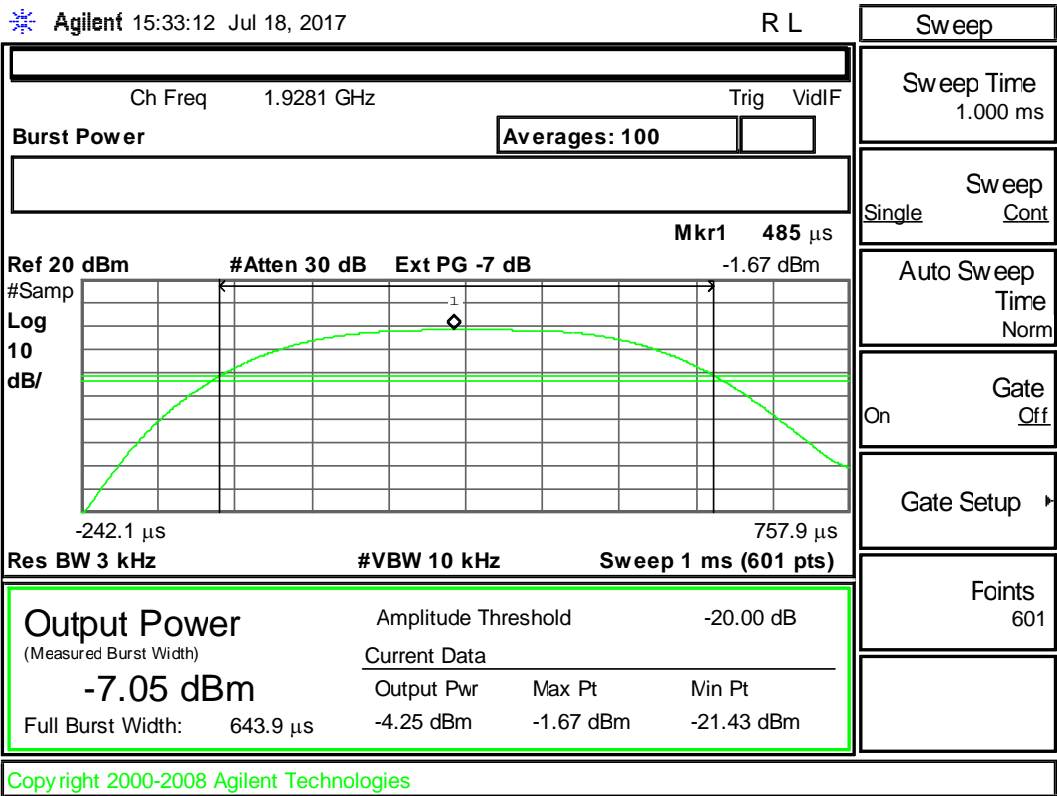 Agilent 15:33:12 Jul 18, 2017 R L
Ch Freq 1.9281 GHz Trig VidIF
Burst Power Averages: 100
Mkr1 485 μs
Ref 20 dBm #Atten 30 dB Ext PG -7 dB -1.67 dBm
#Samp
Log
10
dB/
1
-242.1 μs 757.9 μs
Res BW 3 kHz #VBW 10 kHz Sweep 1 ms (601 pts)
Output Power
(Measured Burst Width)
-7.05 dBm
Full Burst Width: 643.9 μs
Amplitude Threshold -20.00 dB
Current Data
Output Pwr Max Pt Min Pt
-4.25 dBm -1.67 dBm -21.43 dBm
Copyright 2000-2008 Agilent Technologies
Sweep
Sweep Time
1.000 ms
Sweep
Single Cont
Auto Sweep
Time
Norm
Gate
On Off
Gate Setup
Points
601